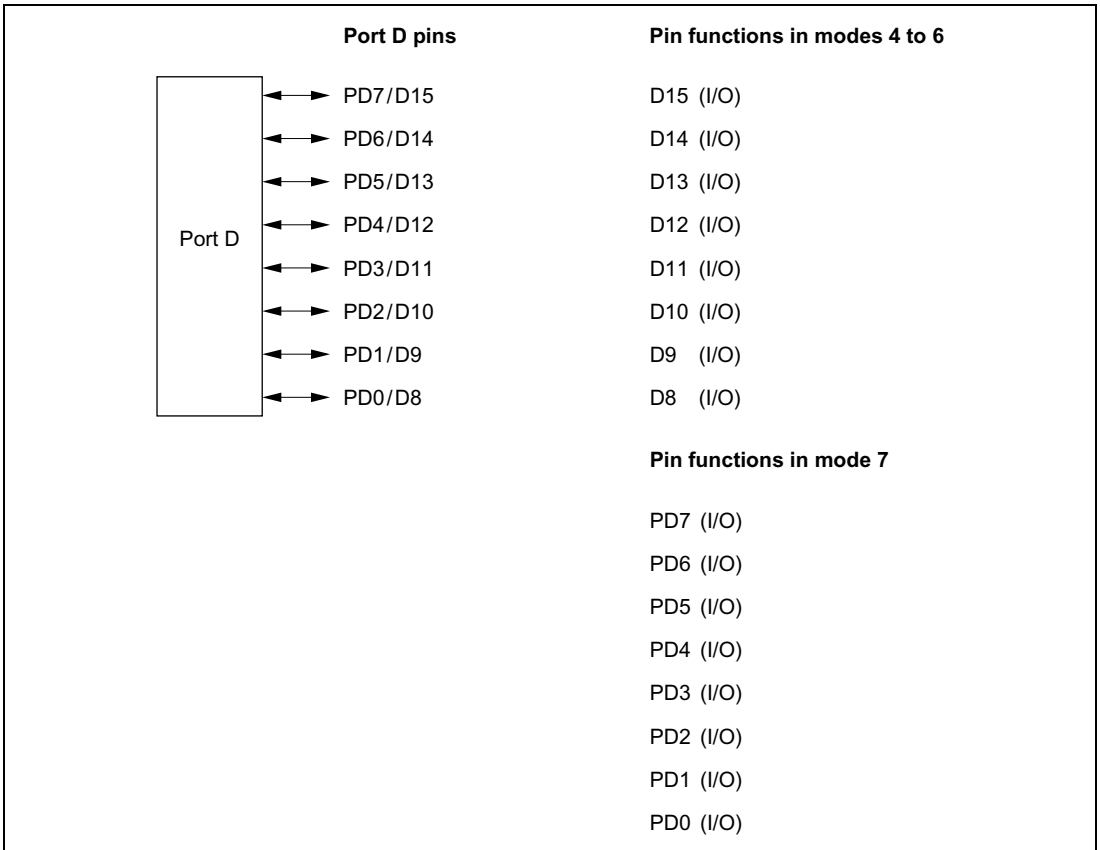 Port D pins Pin functions in modes 4 to 6
PD7/D15 D15 (I/O)
PD6/D14 D14 (I/O)
PD5/D13 D13 (I/O)
PD4/D12 D12 (I/O)
Port D
PD3/D11 D11 (I/O)
PD2/D10 D10 (I/O)
PD1/D9 D9 (I/O)
PD0/D8 D8 (I/O)
Pin functions in mode 7
PD7 (I/O)
PD6 (I/O)
PD5 (I/O)
PD4 (I/O)
PD3 (I/O)
PD2 (I/O)
PD1 (I/O)
PD0 (I/O)